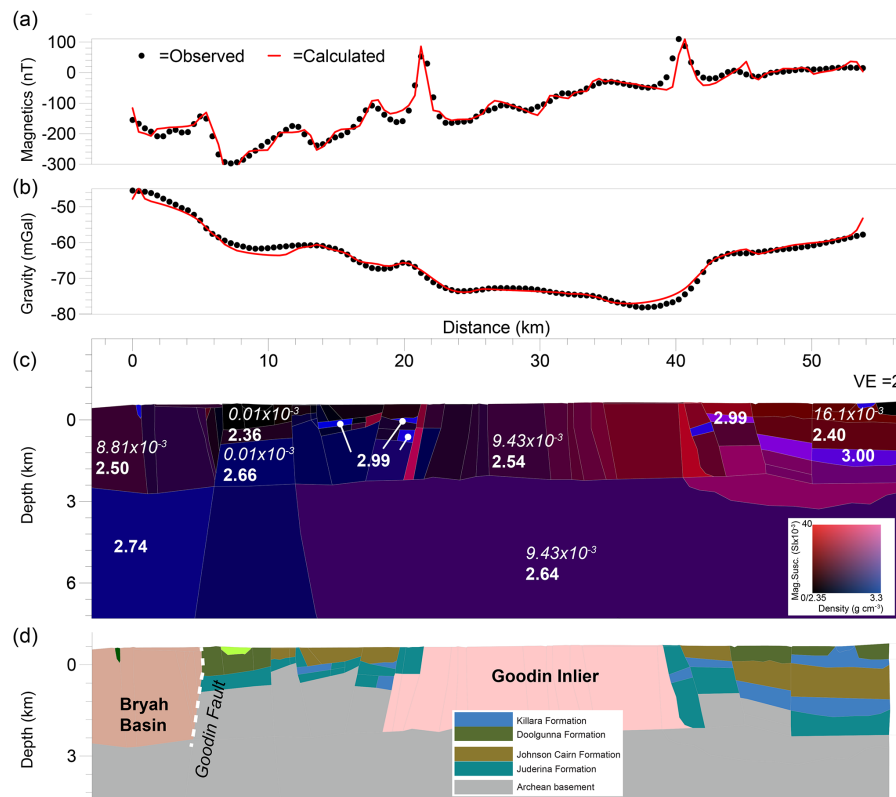 (a)
100
0
-100
-200
-300
Magnetics (nT)
=Observed
=Calculated
(b)
-50
-60
-70
-80
Gravity (mGal)
Distance (km)
(c)
0 10 20 30 40 50
VE =2
0
3
6
Depth (km)
8.81x10⁻³
2.50
0.01x10⁻³
2.36
0.01x10⁻³
2.66
2.99
9.43x10⁻³
2.54
2.99
16.1x10⁻³
2.40
3.00
2.74
9.43x10⁻³
2.64
40
Mag.Susc. (SIx10⁻³)
0/2.35 3.3
Density (g cm⁻³)
(d)
0
3
Depth (km)
Bryah
Basin
Goodin Fault
Goodin Inlier
Killara Formation
Doolgunna Formation
Johnson Cairn Formation
Juderina Formation
Archean basement